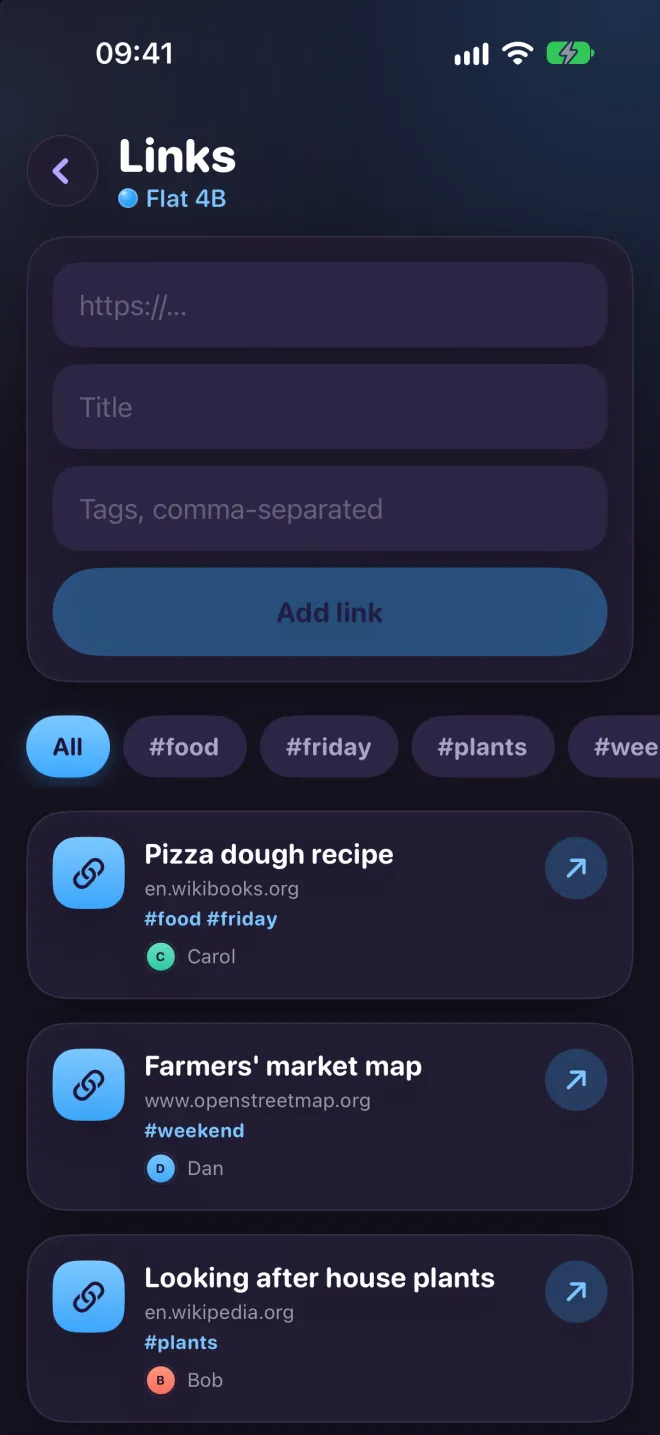 09:41
Links
Flat 4B
https://...
Title
Tags, comma-separated
Add link
All #food #friday #plants #wee
Pizza dough recipe
en.wikibooks.org
#food #friday
C Carol
Farmers' market map
www.openstreetmap.org
#weekend
D Dan
Looking after house plants
en.wikipedia.org
#plants
B Bob